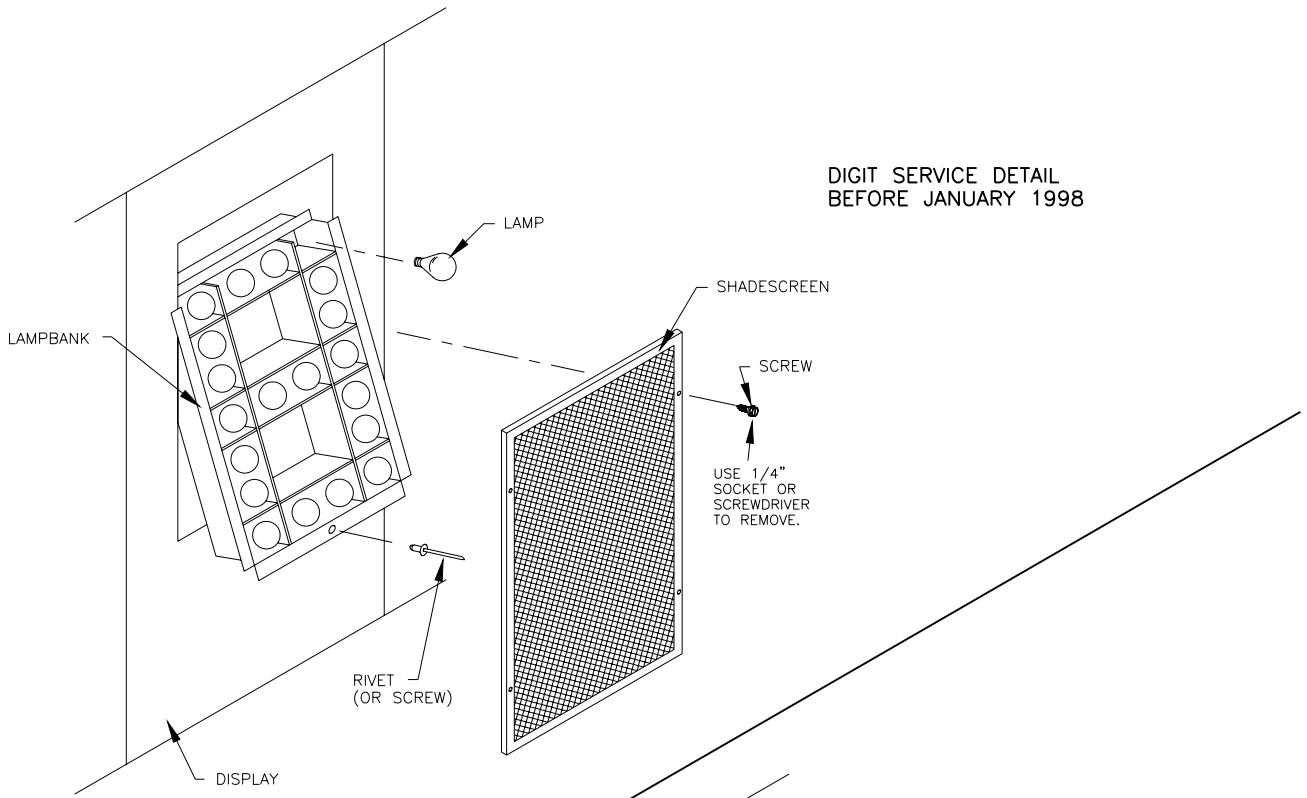 DIGIT SERVICE DETAIL
BEFORE JANUARY 1998
LAMP
SHADESCREEN
LAMPBANK
SCREW
USE 1/4"
SOCKET OR
SCREWDRIVER
TO REMOVE.
RIVET
(OR SCREW)
DISPLAY